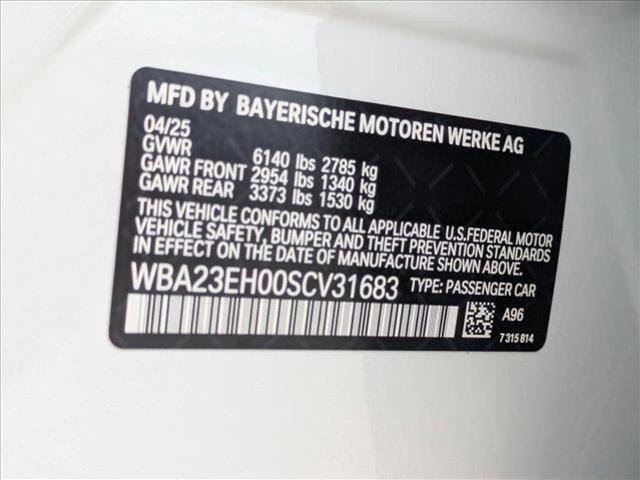 MFD BY BAYERISCHE MOTOREN WERKE AG
04/25
GVWR 6140 lbs 2785 kg
GAWR FRONT 2954 lbs 1340 kg
GAWR REAR 3373 lbs 1530 kg
THIS VEHICLE CONFORMS TO ALL APPLICABLE U.S.FEDERAL MOTOR
VEHICLE SAFETY, BUMPER AND THEFT PREVENTION STANDARDS
IN EFFECT ON THE DATE OF MANUFACTURE SHOWN ABOVE.
WBA23EH00SCV31683 TYPE: PASSENGER CAR
A96
7315814